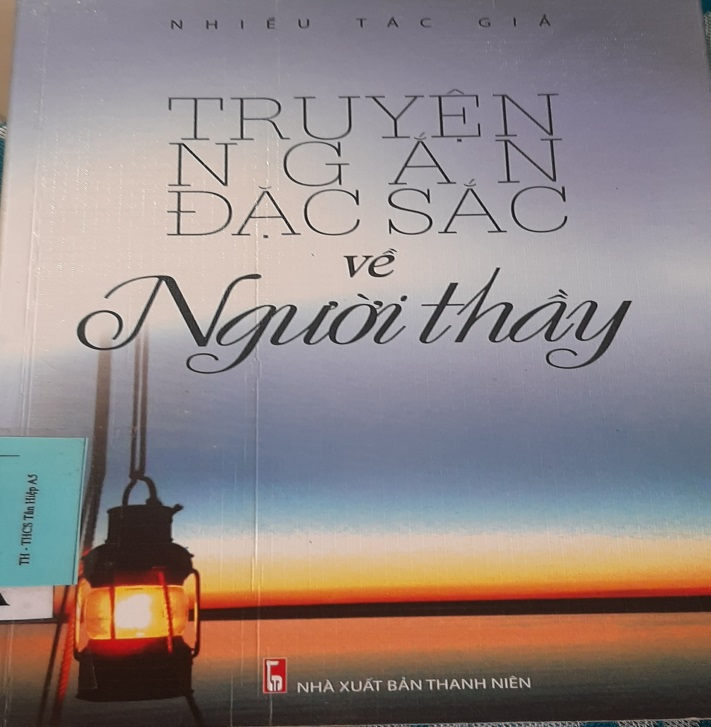 NHIỀU TÁC GIẢ
TRUYỆN
NGẮN
ĐẶC SẮC
về
Người thầy
TH - THCS Tân Hiệp A5
NHÀ XUẤT BẢN THANH NIÊN